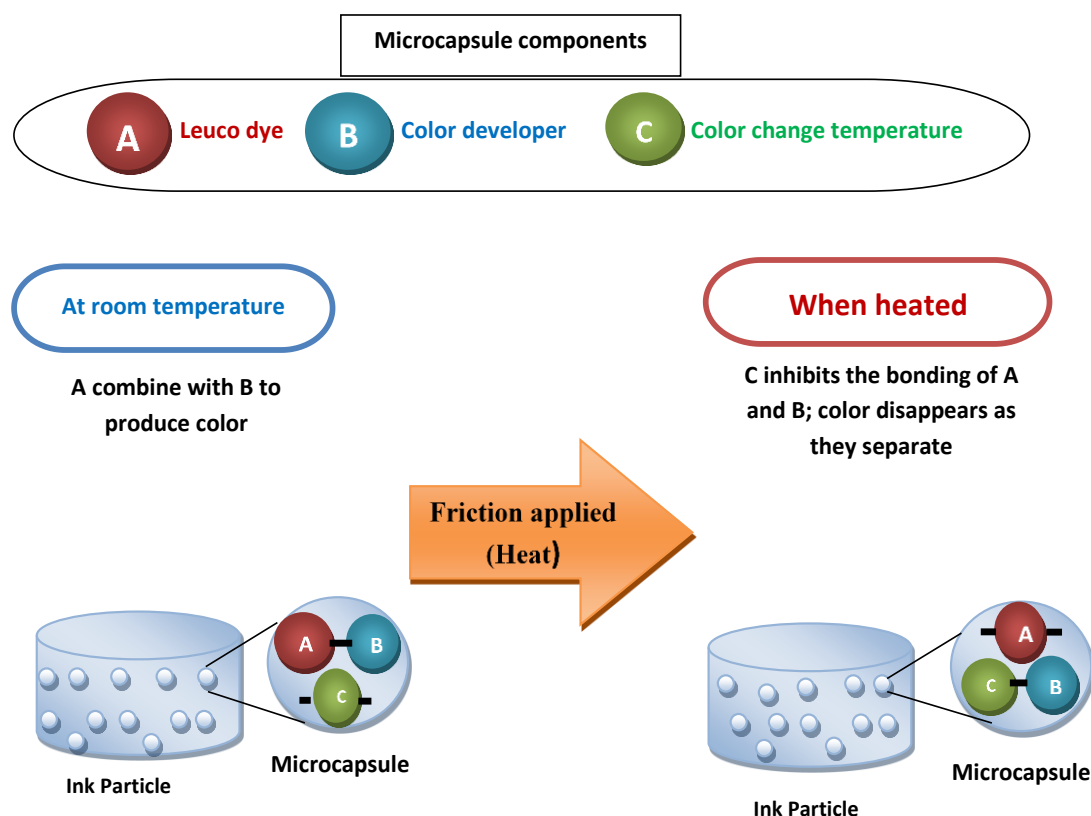 Microcapsule components
A Leuco dye B Color developer C Color change temperature
At room temperature
A combine with B to
produce color
When heated
C inhibits the bonding of A
and B; color disappears as
they separate
Friction applied
(Heat)
A B
C
Microcapsule
Ink Particle
A
C B
Microcapsule
Ink Particle